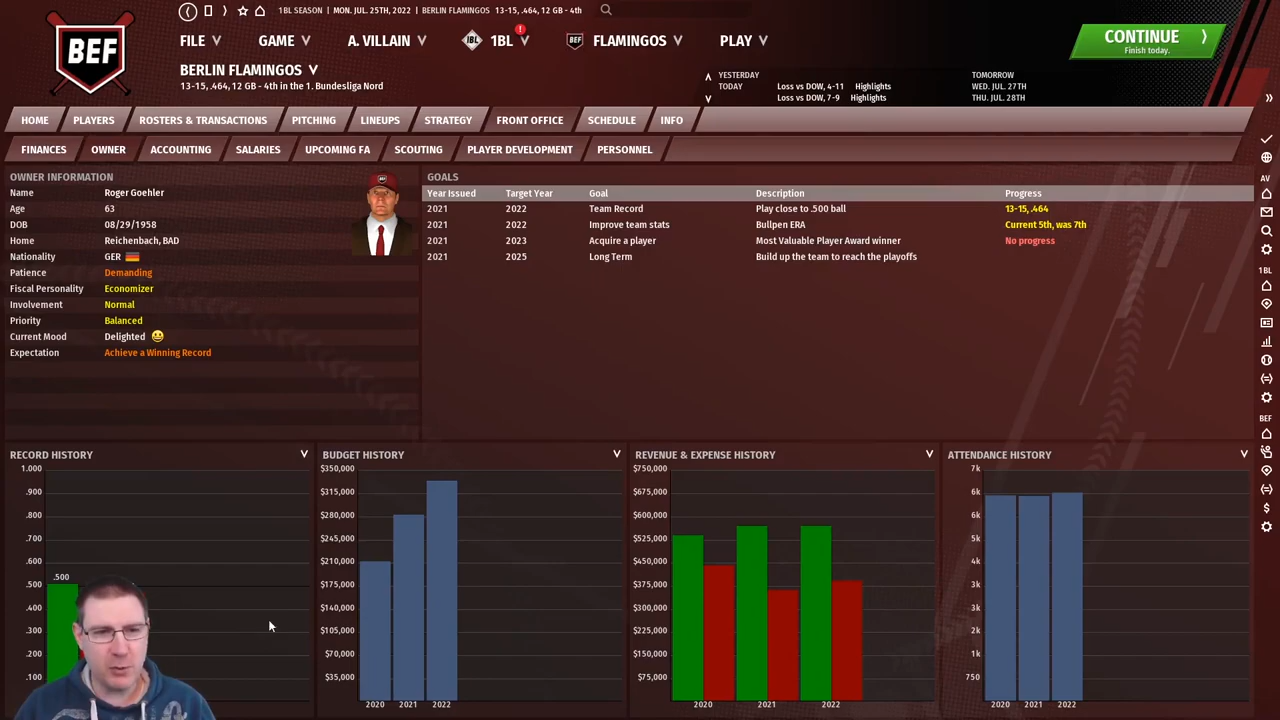 1BL SEASON | MON. JUL. 25TH, 2022 | BERLIN FLAMINGOS 13-15, .464, 12 GB - 4th
BEF
FILE GAME A. VILLAIN 1BL 1BL ! BEF FLAMINGOS PLAY
CONTINUE
Finish today.
BERLIN FLAMINGOS
13-15, .464, 12 GB - 4th in the 1. Bundesliga Nord
YESTERDAY
TODAY Loss vs DOW, 4-11 Highlights
Loss vs DOW, 7-9 Highlights
TOMORROW
WED. JUL. 27TH
THU. JUL. 28TH
HOME PLAYERS ROSTERS & TRANSACTIONS PITCHING LINEUPS STRATEGY FRONT OFFICE SCHEDULE INFO
FINANCES OWNER ACCOUNTING SALARIES UPCOMING FA SCOUTING PLAYER DEVELOPMENT PERSONNEL
OWNER INFORMATION
Name Roger Goehler
Age 63
DOB 08/29/1958
Home Reichenbach, BAD
Nationality GER
Patience Demanding
Fiscal Personality Economizer
Involvement Normal
Priority Balanced
Current Mood Delighted
Expectation Achieve a Winning Record
GOALS
Year Issued Target Year Goal Description Progress
2021 2022 Team Record Play close to .500 ball 13-15, .464
2021 2022 Improve team stats Bullpen ERA Current 5th, was 7th
2021 2023 Acquire a player Most Valuable Player Award winner No progress
2021 2025 Long Term Build up the team to reach the playoffs
AV
1BL
BEF
RECORD HISTORY
1.000
.900
.800
.700
.600
.500
.400
.300
.200
.100
.500
BUDGET HISTORY
$350,000
$315,000
$280,000
$245,000
$210,000
$175,000
$140,000
$105,000
$70,000
$35,000
2020 2021 2022
REVENUE & EXPENSE HISTORY
$750,000
$675,000
$600,000
$525,000
$450,000
$375,000
$300,000
$225,000
$150,000
$75,000
2020 2021 2022
ATTENDANCE HISTORY
7k
6k
5k
5k
4k
3k
3k
2k
1k
750
2020 2021 2022